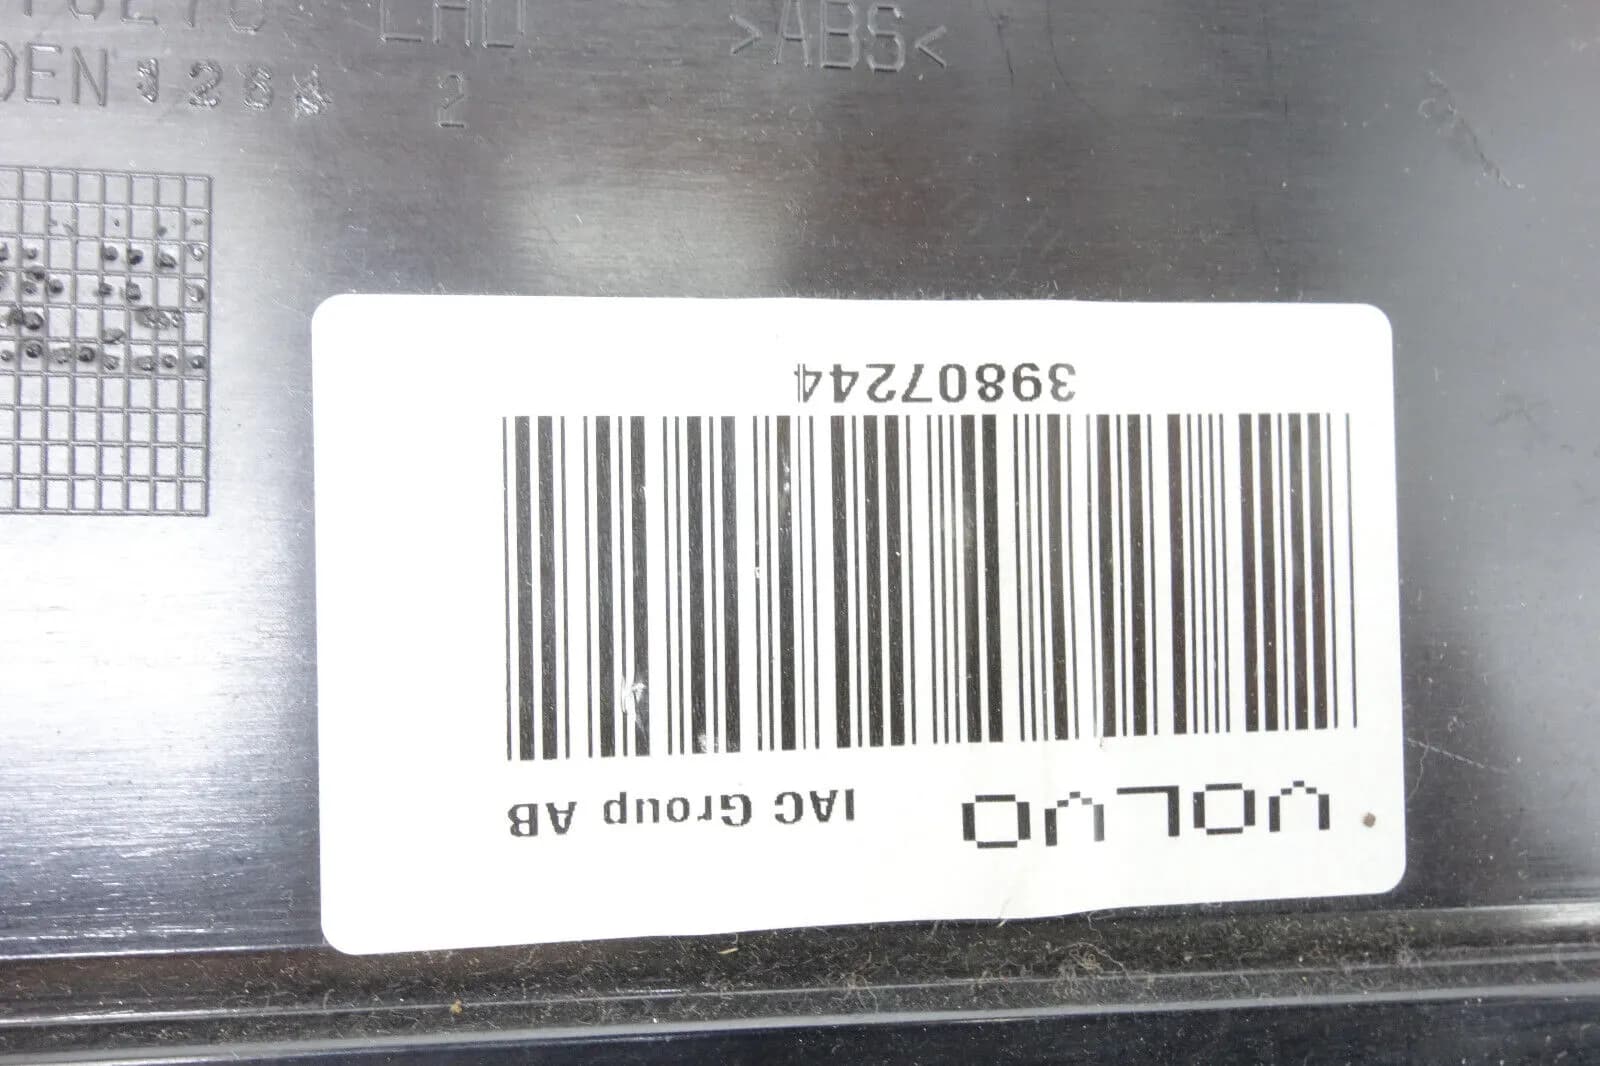 LHD >ABS<
2
VOLVO IAC Group AB
39807244